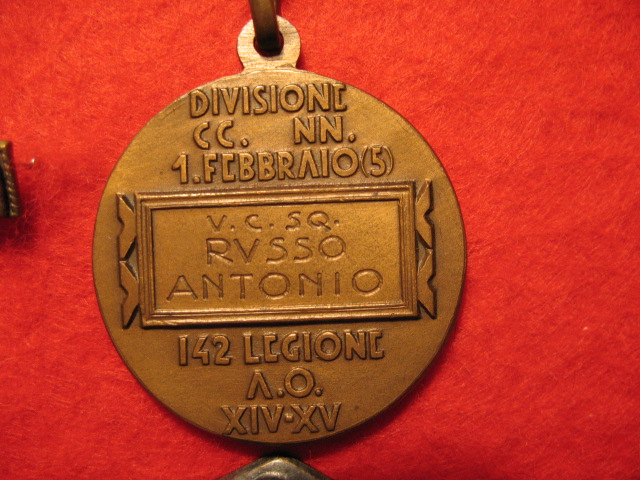 DIVISIONE
CC. NN.
1.FEBBRAIO(5)
V.C.SQ.
RVSSO
ANTONIO
142 LEGIONE
A.O.
XIV·XV